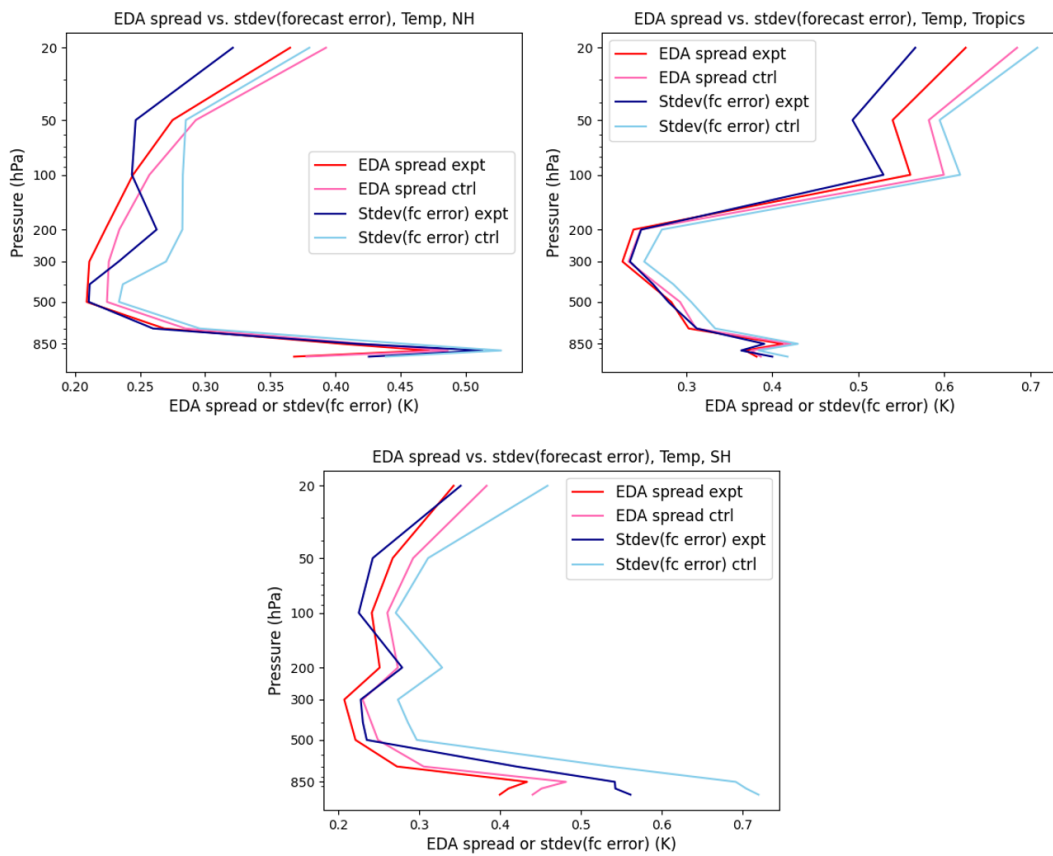 EDA spread vs. stdev(forecast error), Temp, NH
Pressure (hPa)
20
50
100
200
300
500
850
EDA spread expt
EDA spread ctrl
Stdev(fc error) expt
Stdev(fc error) ctrl
0.20 0.25 0.30 0.35 0.40 0.45 0.50
EDA spread or stdev(fc error) (K)
EDA spread vs. stdev(forecast error), Temp, Tropics
Pressure (hPa)
20
50
100
200
300
500
850
EDA spread expt
EDA spread ctrl
Stdev(fc error) expt
Stdev(fc error) ctrl
0.3 0.4 0.5 0.6 0.7
EDA spread or stdev(fc error) (K)
EDA spread vs. stdev(forecast error), Temp, SH
Pressure (hPa)
20
50
100
200
300
500
850
EDA spread expt
EDA spread ctrl
Stdev(fc error) expt
Stdev(fc error) ctrl
0.2 0.3 0.4 0.5 0.6 0.7
EDA spread or stdev(fc error) (K)